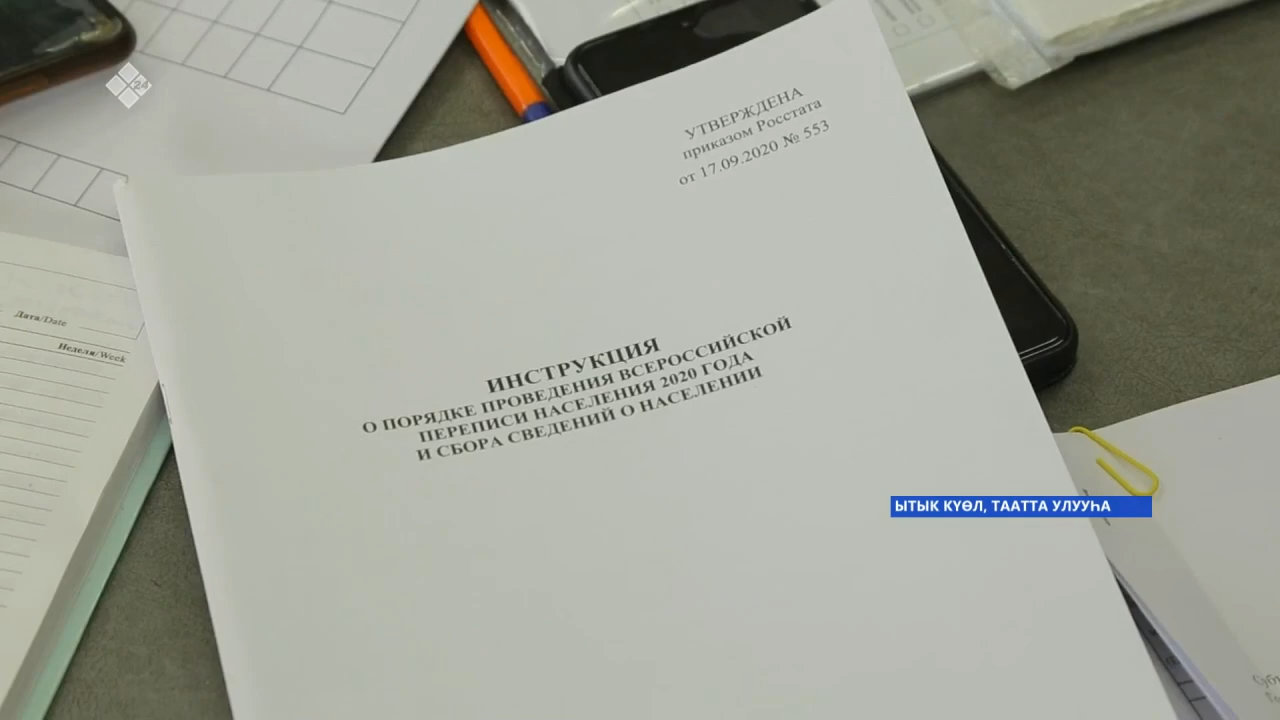 24
УТВЕРЖДЕНА
приказом Росстата
от 17.09.2020 № 553
ИНСТРУКЦИЯ
О ПОРЯДКЕ ПРОВЕДЕНИЯ ВСЕРОССИЙСКОЙ
ПЕРЕПИСИ НАСЕЛЕНИЯ 2020 ГОДА
И СБОРА СВЕДЕНИЙ О НАСЕЛЕНИИ
Дата/Date
Неделя/Week
ЫТЫК КҮӨЛ, ТААТТА УЛУУҺА